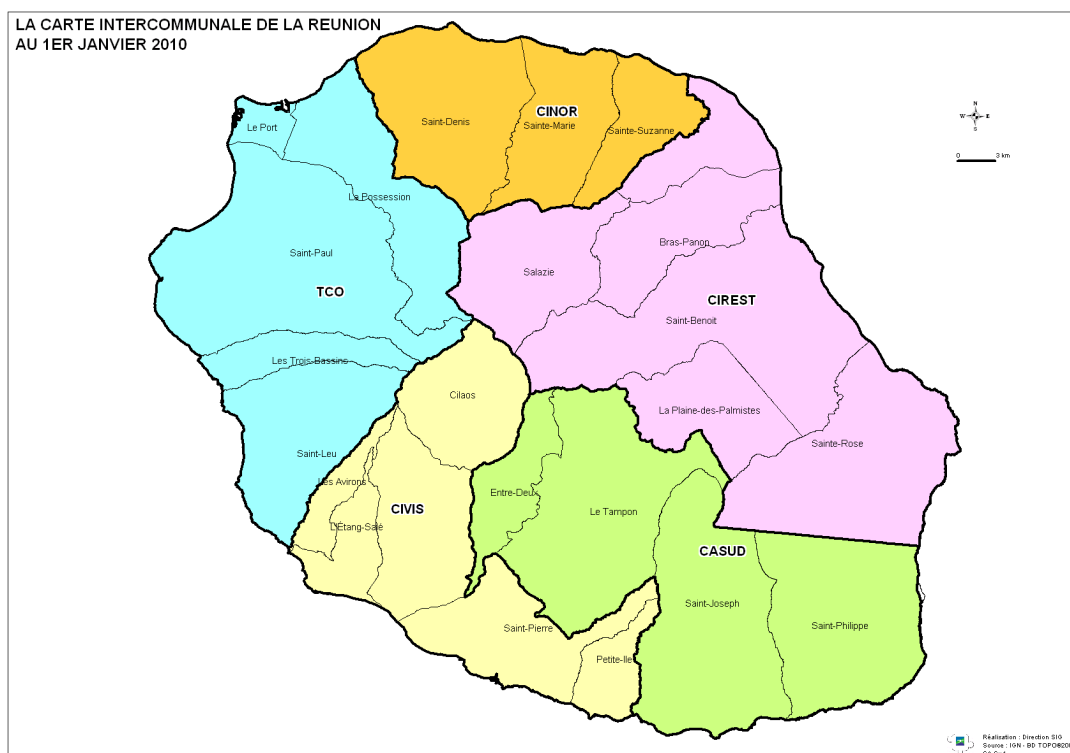 LA CARTE INTERCOMMUNALE DE LA REUNION
AU 1ER JANVIER 2010
N
W E
S
0 3 km
CINOR
Saint-Denis
Sainte-Marie
Sainte-Suzanne
Le Port
La Possession
Saint-Paul
TCO
Les Trois-Bassins
Saint-Leu
Salazie
Bras-Panon
CIREST
Saint-Benoit
La Plaine-des-Palmistes
Sainte-Rose
Cilaos
Les Avirons
L'Étang-Salé
CIVIS
Saint-Pierre
Petite-Ile
Entre-Deux
Le Tampon
CASUD
Saint-Joseph
Saint-Philippe
Réalisation : Direction SIG
Source : IGN - BD TOPO®20